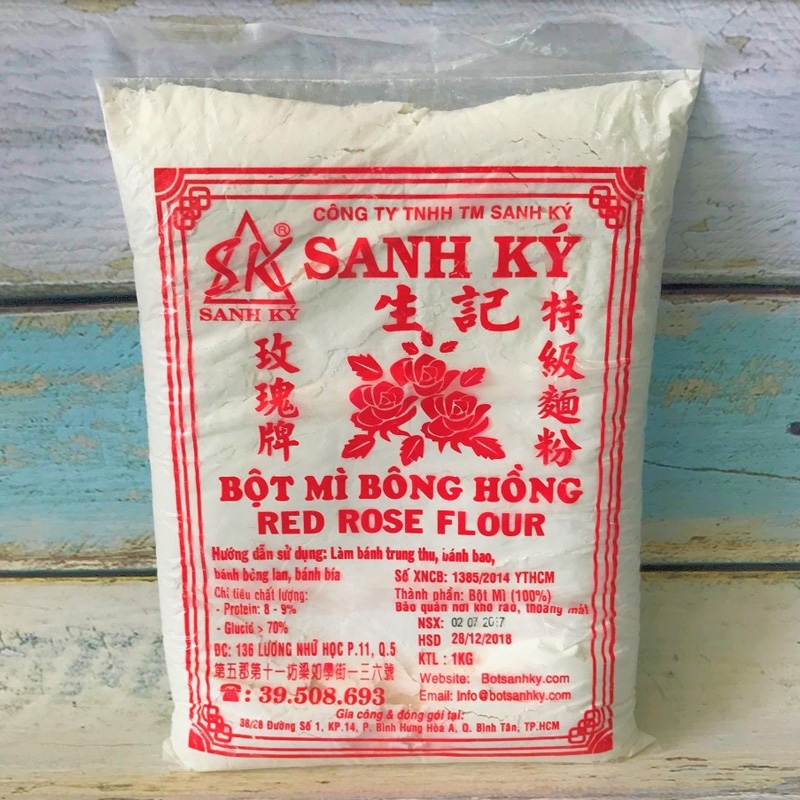 CÔNG TY TNHH TM SANH KÝ
SK®
SANH KÝ
SANH KÝ
生記
玫瑰牌
特級麵粉
BỘT MÌ BÔNG HỒNG
RED ROSE FLOUR
Hướng dẫn sử dụng: Làm bánh trung thu, bánh bao,
bánh bông lan, bánh bía
Chỉ tiêu chất lượng:
- Protein: 8 - 9%
- Glucid > 70%
ĐC: 136 LƯƠNG NHỮ HỌC P.11, Q.5
第五郡第十一坊梁如學街一三六號
☎: 39.508.693
Số XNCB: 1385/2014 YTHCM
Thành phần: Bột Mì (100%)
Bảo quản nơi khô ráo, thoáng mát
NSX: 02 07 2017
HSD 28/12/2018
KTL : 1KG
Website: Botsanhky.com
Email: Info@botsanhky.com
Gia công & đóng gói tại:
38/28 Đường Số 1, KP.14, P. Bình Hưng Hòa A, Q. Bình Tân, TP.HCM